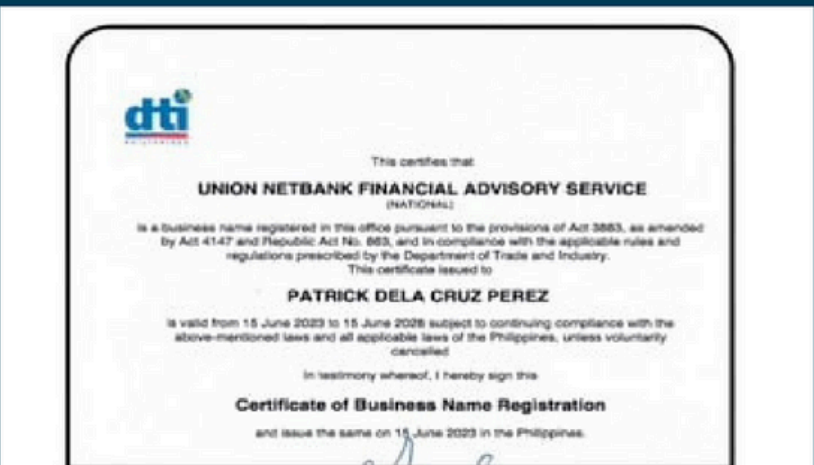 dti
PHILIPPINES
This certifies that
UNION NETBANK FINANCIAL ADVISORY SERVICE
(NATIONAL)
is a business name registered in this office pursuant to the provisions of Act 3883, as amended
by Act 4147 and Republic Act No. 863, and in compliance with the applicable rules and
regulations prescribed by the Department of Trade and Industry.
This certificate issued to
PATRICK DELA CRUZ PEREZ
is valid from 15 June 2023 to 15 June 2028 subject to continuing compliance with the
above-mentioned laws and all applicable laws of the Philippines, unless voluntarily
cancelled
In testimony whereof, I hereby sign this
Certificate of Business Name Registration
and issue the same on 15 June 2023 in the Philippines.